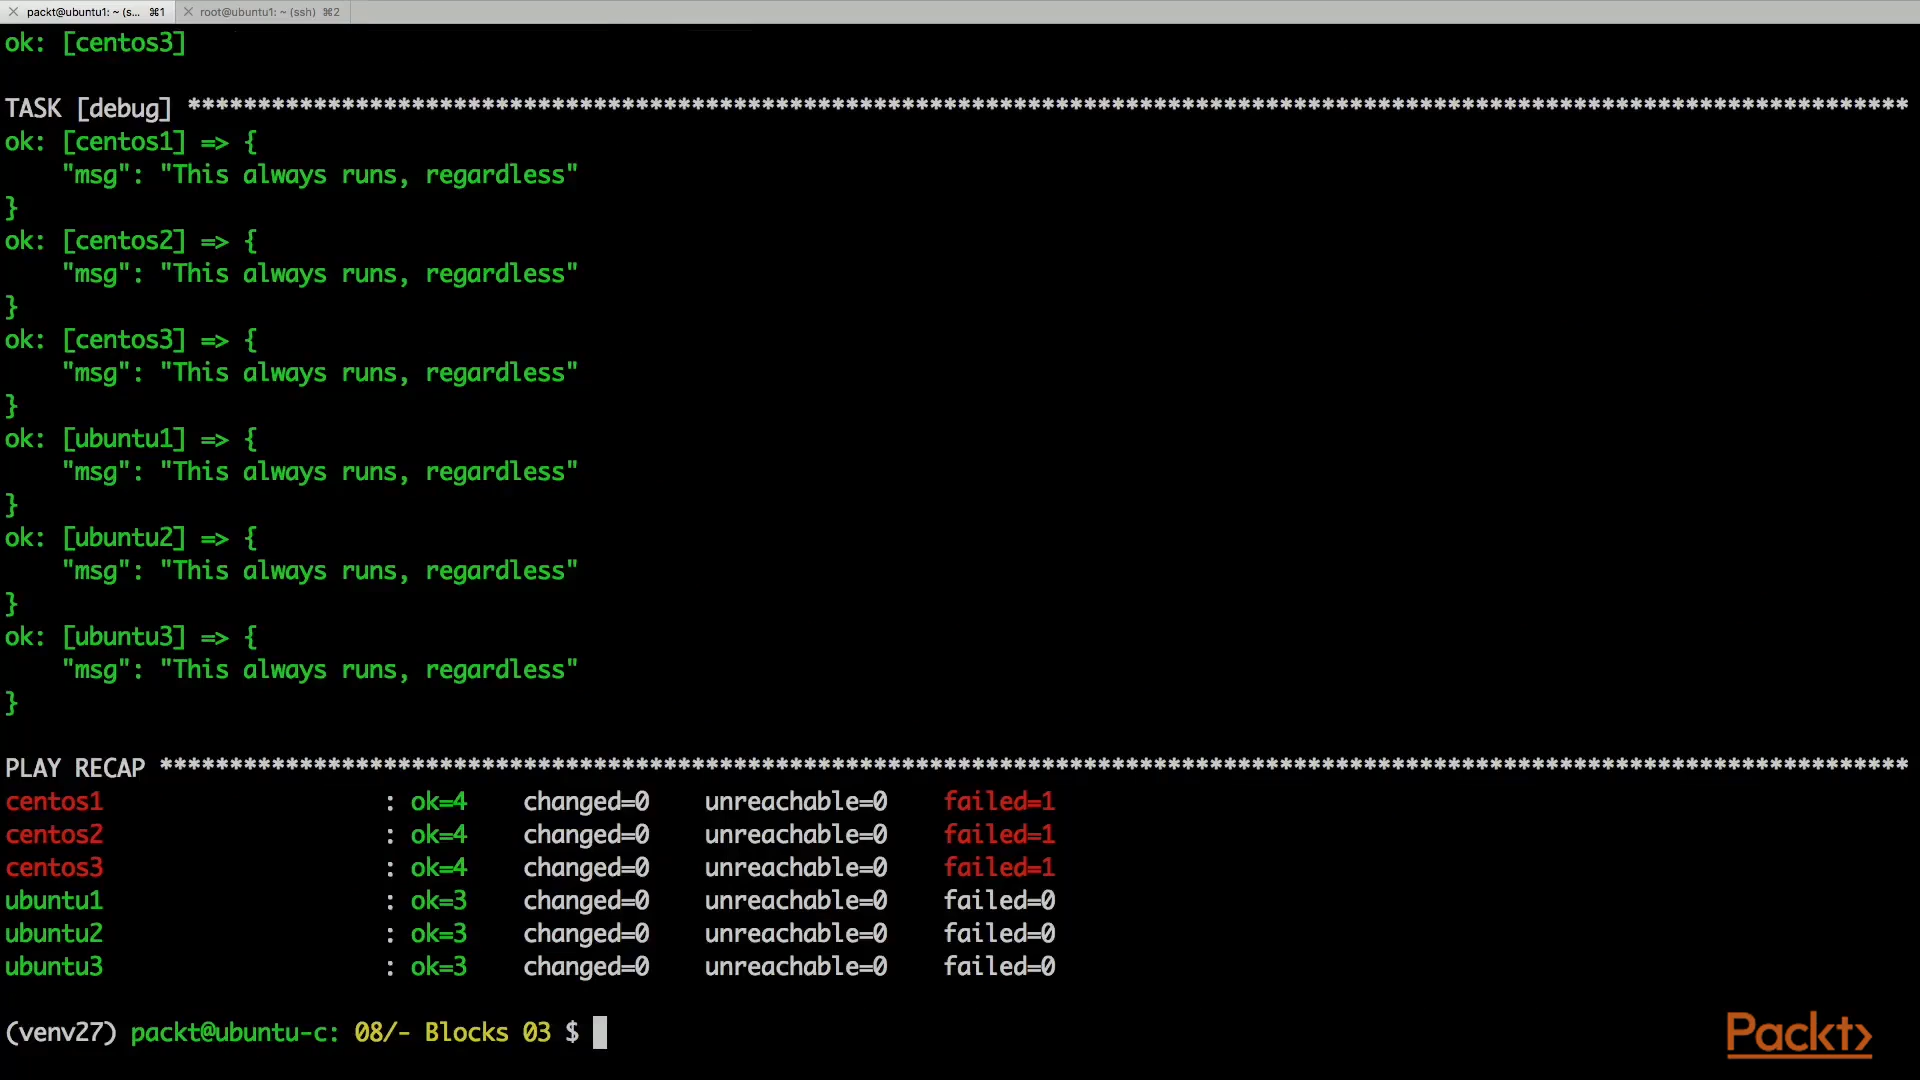 packt@ubuntu1: ~ (s... ⌘1 root@ubuntu1: ~ (ssh) ⌘2
ok: [centos3]
TASK [debug] ***************************************************************************************************************************
ok: [centos1] => {
    "msg": "This always runs, regardless"
}
ok: [centos2] => {
    "msg": "This always runs, regardless"
}
ok: [centos3] => {
    "msg": "This always runs, regardless"
}
ok: [ubuntu1] => {
    "msg": "This always runs, regardless"
}
ok: [ubuntu2] => {
    "msg": "This always runs, regardless"
}
ok: [ubuntu3] => {
    "msg": "This always runs, regardless"
}
PLAY RECAP *****************************************************************************************************************************
centos1 : ok=4 changed=0 unreachable=0 failed=1
centos2 : ok=4 changed=0 unreachable=0 failed=1
centos3 : ok=4 changed=0 unreachable=0 failed=1
ubuntu1 : ok=3 changed=0 unreachable=0 failed=0
ubuntu2 : ok=3 changed=0 unreachable=0 failed=0
ubuntu3 : ok=3 changed=0 unreachable=0 failed=0
(venv27) packt@ubuntu-c: 08/- Blocks 03 $
Packt>